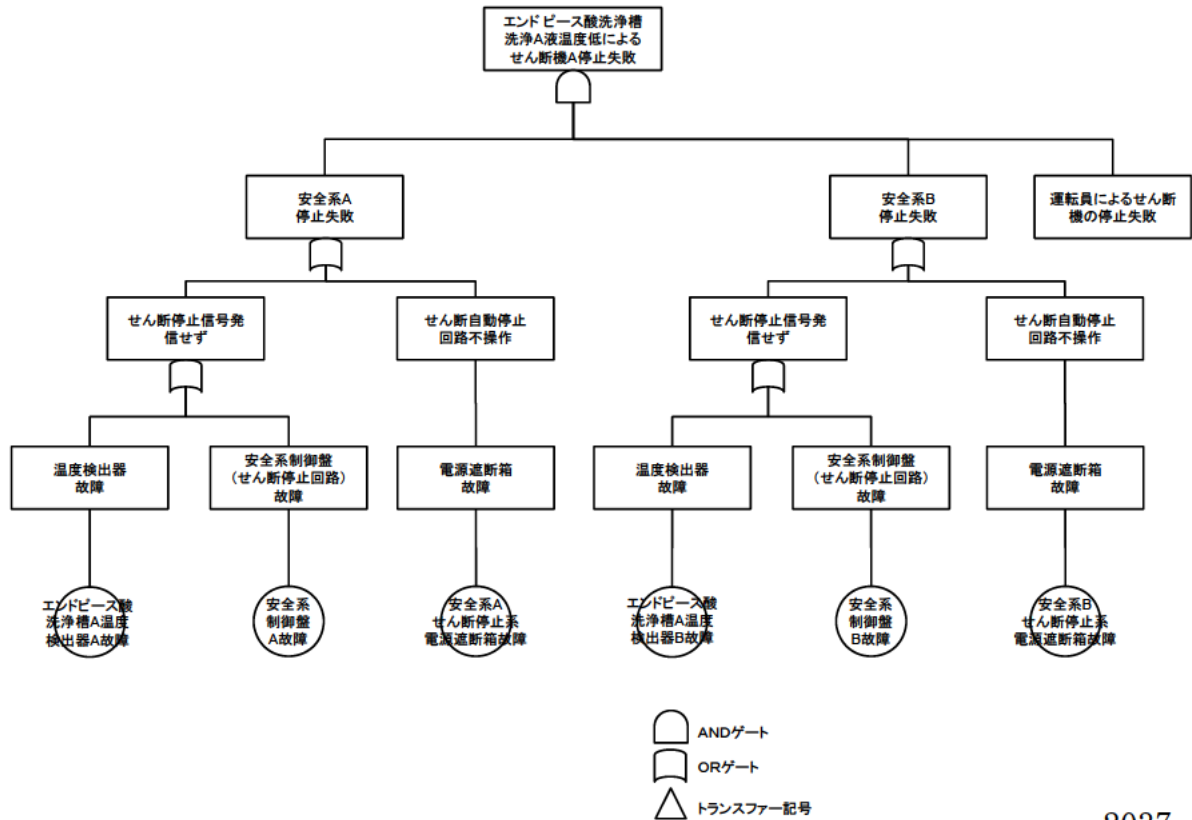 エンドピース酸洗浄槽
洗浄A液温度低による
せん断機A停止失敗
安全系A
停止失敗
安全系B
停止失敗
運転員によるせん断
機の停止失敗
せん断停止信号発
信せず
せん断自動停止
回路不操作
せん断停止信号発
信せず
せん断自動停止
回路不操作
温度検出器
故障
安全系制御盤
（せん断停止回路）
故障
電源遮断箱
故障
温度検出器
故障
安全系制御盤
（せん断停止回路）
故障
電源遮断箱
故障
エンドピース酸
洗浄槽A温度
検出器A故障
安全系
制御盤
A故障
安全系A
せん断停止系
電源遮断箱故障
エンドピース酸
洗浄槽A温度
検出器B故障
安全系
制御盤
B故障
安全系B
せん断停止系
電源遮断箱故障
ANDゲート
ORゲート
トランスファー記号